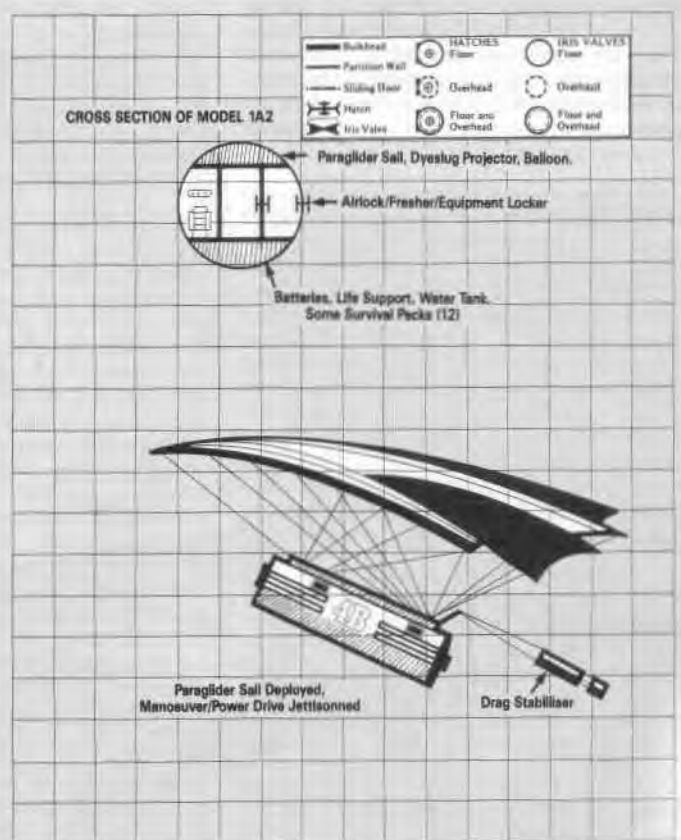 Bulkhead
Partition Wall
Sliding Door
Hatch
Iris Valve
HATCHES
Floor
Overhead
Floor and
Overhead
IRIS VALVES
Floor
Overhead
Floor and
Overhead
CROSS SECTION OF MODEL 1A2
Paraglider Sail, Dyeslug Projector, Balloon.
Airlock/Fresher/Equipment Locker
Batteries, Life Support, Water Tank.
Some Survival Packs (12)
4B
Paraglider Sail Deployed,
Manoeuver/Power Drive Jettisonned
Drag Stabiliser